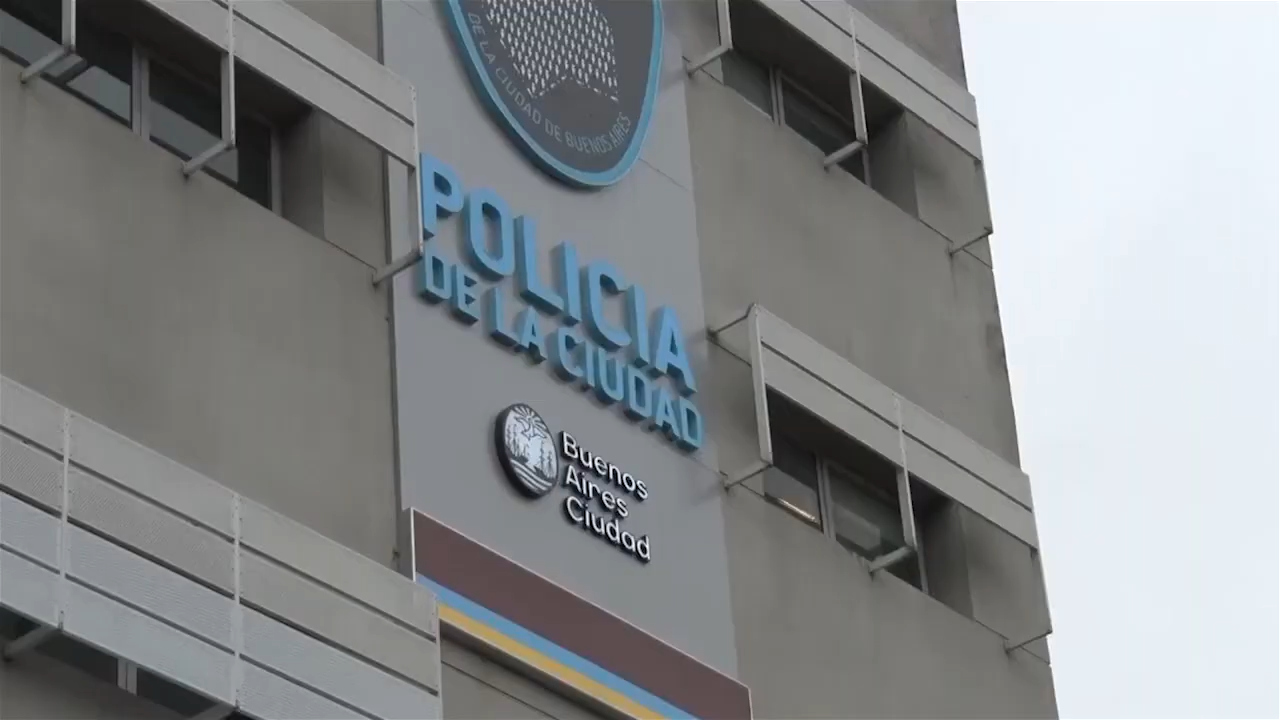 DE LA CIUDAD DE BUENOS AIRES
POLICIA
DE LA CIUDAD
Buenos
Aires
Ciudad